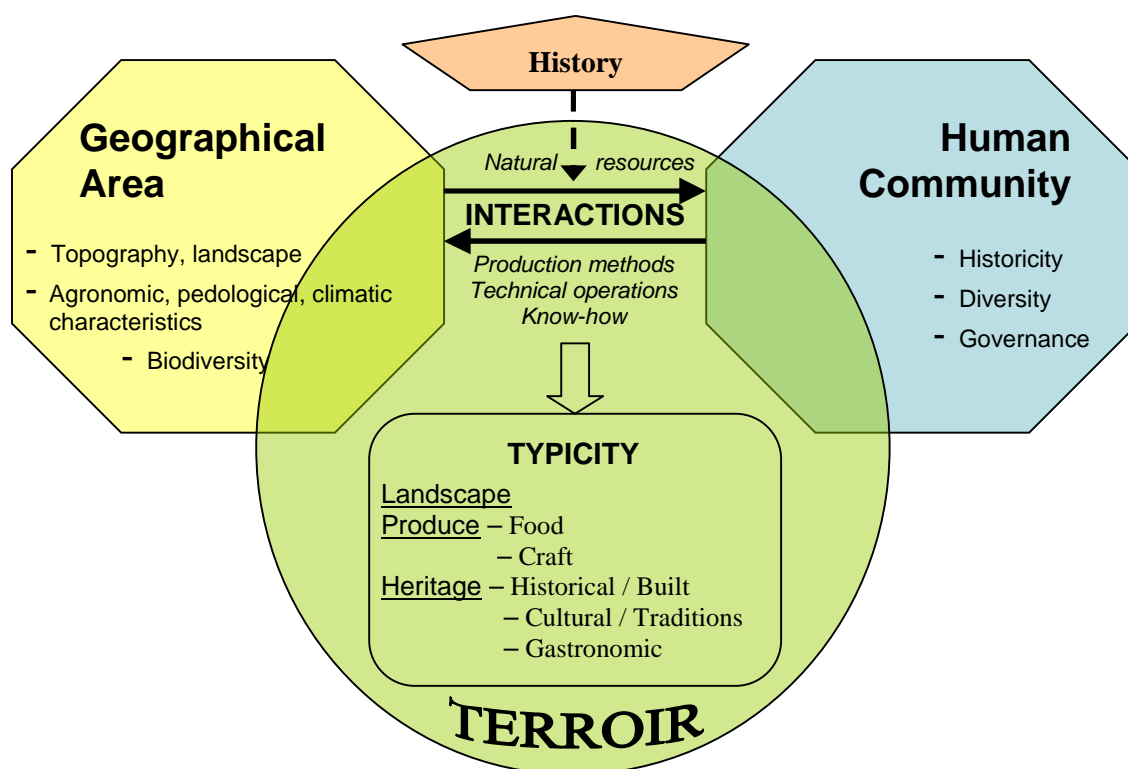 History
Geographical
Area
- Topography, landscape
- Agronomic, pedological, climatic
characteristics
- Biodiversity
Natural resources
INTERACTIONS
Production methods
Technical operations
Know-how
Human
Community
- Historicity
- Diversity
- Governance
TYPICITY
Landscape
Produce – Food
– Craft
Heritage – Historical / Built
– Cultural / Traditions
– Gastronomic
TERROIR